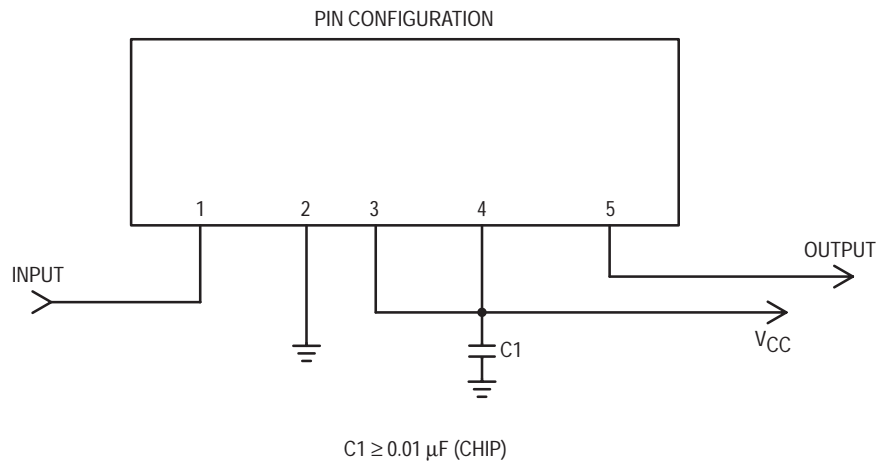 PIN CONFIGURATION
1 2 3 4 5
INPUT
OUTPUT
VCC
C1
C1 ≥ 0.01 μF (CHIP)